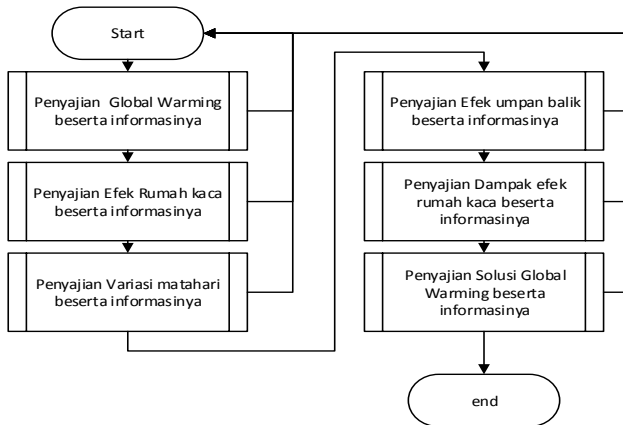 Start
Penyajian Global Warming
beserta informasinya
Penyajian Efek Rumah kaca
beserta informasinya
Penyajian Variasi matahari
beserta informasinya
Penyajian Efek umpan balik
beserta informasinya
Penyajian Dampak efek
rumah kaca beserta
informasinya
Penyajian Solusi Global
Warming beserta
informasinya
end